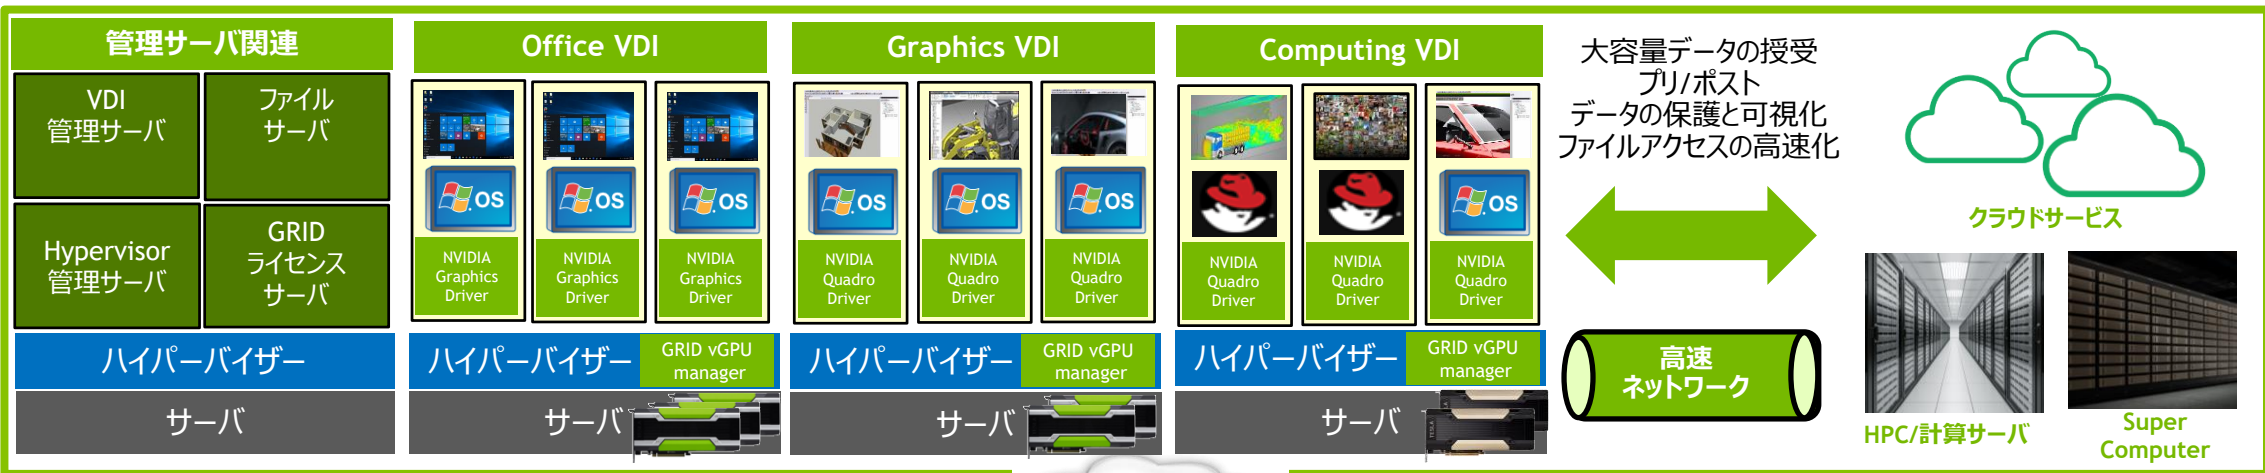 管理サーバ関連
VDI
管理サーバ
ファイル
サーバ
Hypervisor
管理サーバ
GRID
ライセンス
サーバ
ハイパーバイザー
サーバ
Office VDI
OS
OS
OS
NVIDIA
Graphics
Driver
NVIDIA
Graphics
Driver
NVIDIA
Graphics
Driver
ハイパーバイザー
GRID vGPU
manager
サーバ
Graphics VDI
OS
OS
OS
NVIDIA
Quadro
Driver
NVIDIA
Quadro
Driver
NVIDIA
Quadro
Driver
ハイパーバイザー
GRID vGPU
manager
サーバ
Computing VDI
OS
NVIDIA
Quadro
Driver
NVIDIA
Quadro
Driver
NVIDIA
Quadro
Driver
ハイパーバイザー
GRID vGPU
manager
サーバ
TESLA
大容量データの授受
プリ/ポスト
データの保護と可視化
ファイルアクセスの高速化
高速
ネットワーク
クラウドサービス
HPC/計算サーバ
Super
Computer